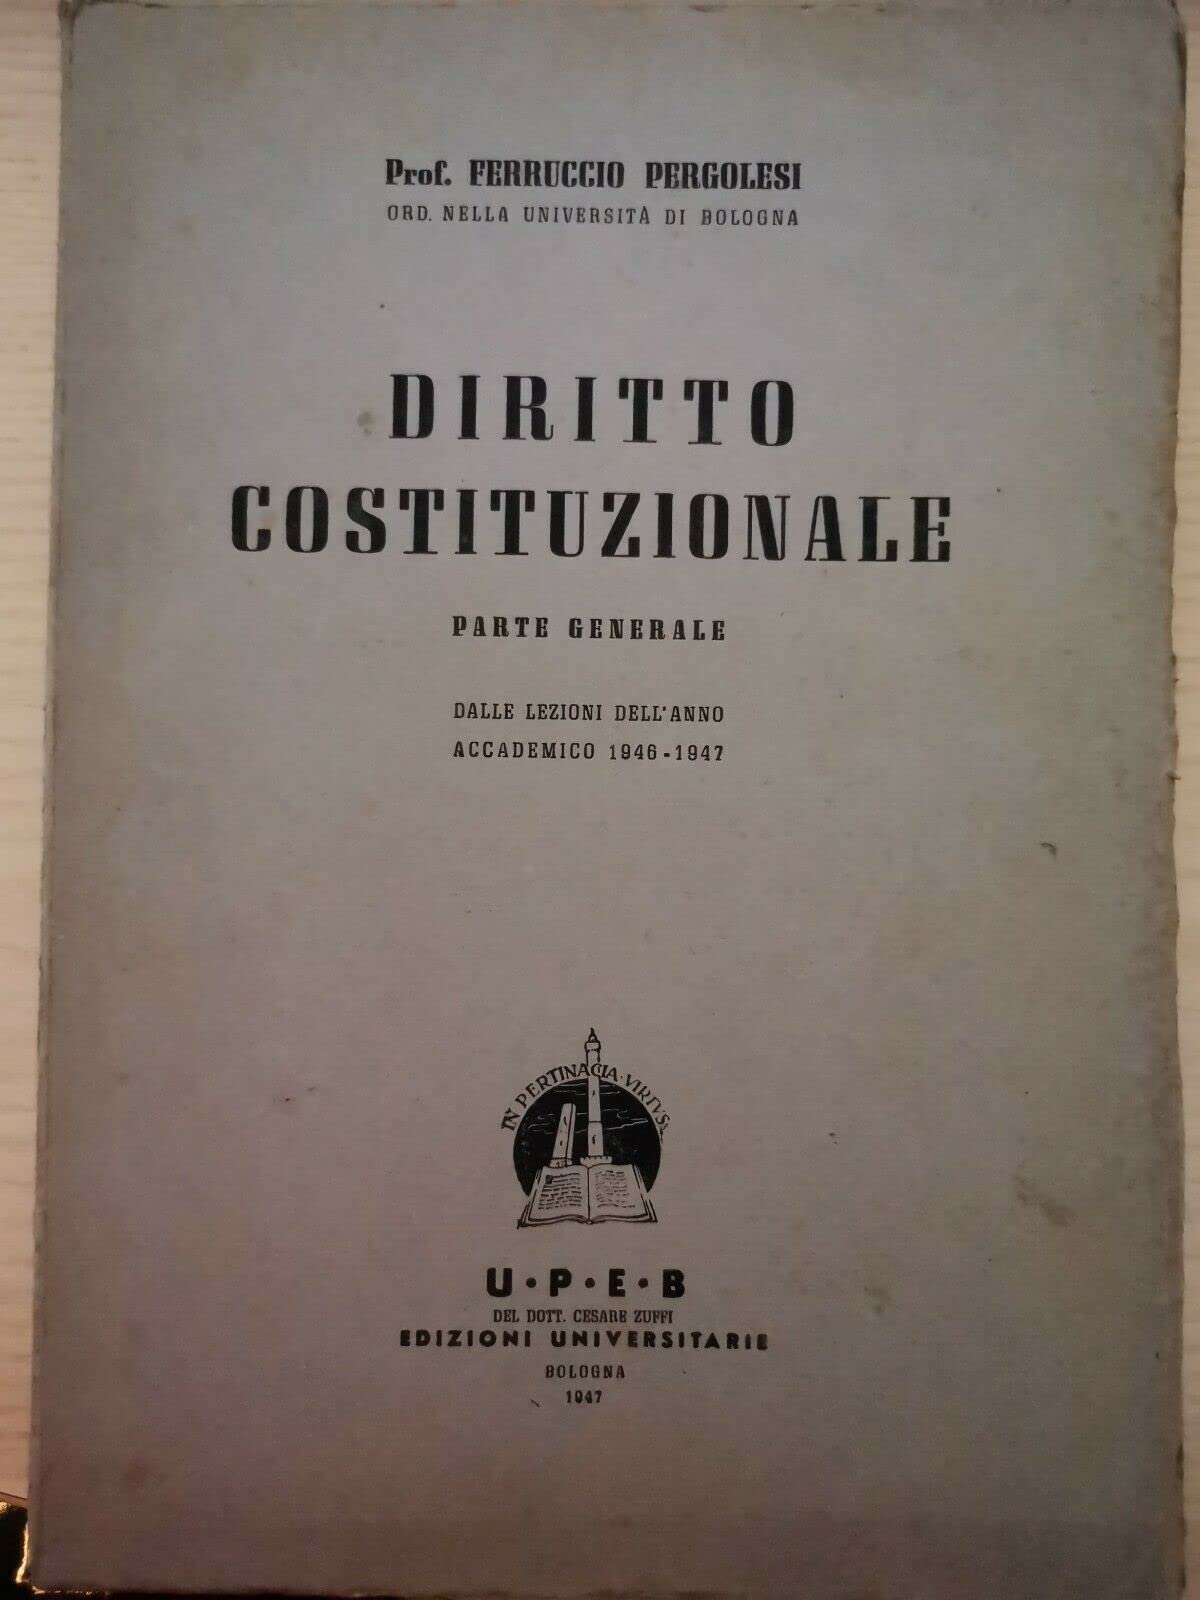 Prof. FERRUCCIO PERGOLESI
ORD. NELLA UNIVERSITÀ DI BOLOGNA
DIRITTO
COSTITUZIONALE
PARTE GENERALE
DALLE LEZIONI DELL'ANNO
ACCADEMICO 1946-1947
IN PERTINACIA·VIRTVS
U·P·E·B
DEL DOTT. CESARE ZUFFI
EDIZIONI UNIVERSITARIE
BOLOGNA
1947